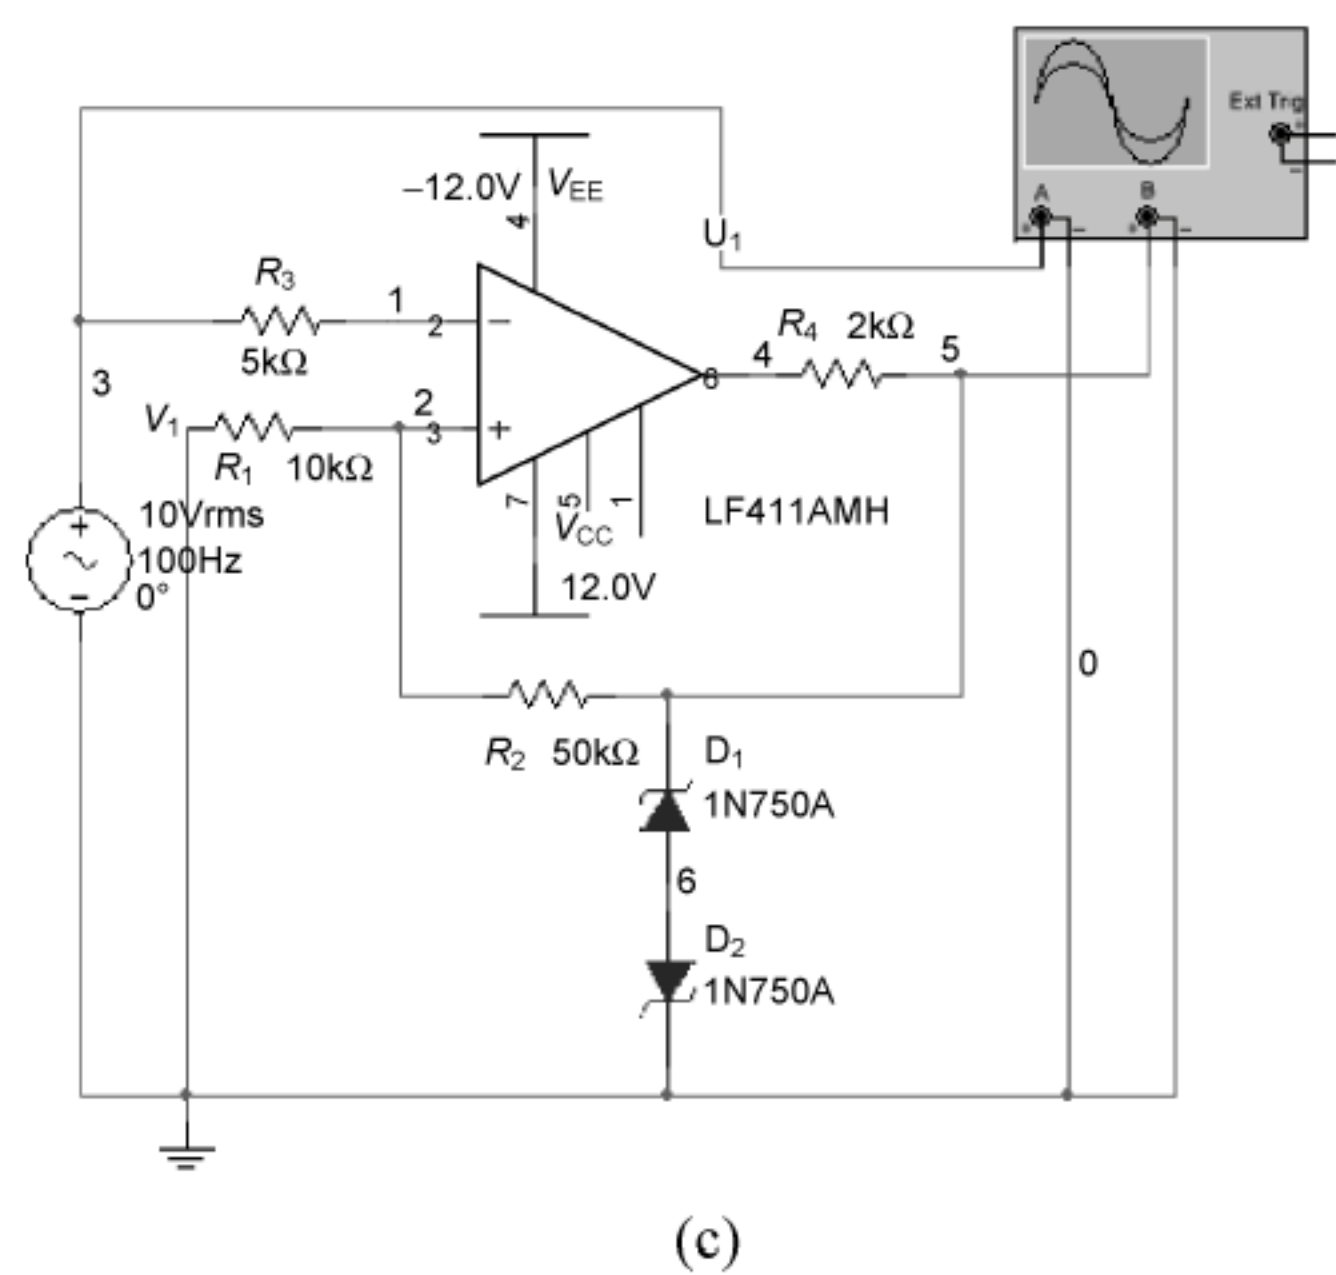 Ext Trig
+
−
A
B
+
−
+
−
−12.0V
VEE
4
U1
R3
5kΩ
1
2
−
3
V1
R1
10kΩ
2
3
+
6
4
R4
2kΩ
5
7
5
1
VCC
12.0V
LF411AMH
+
−
10Vrms
100Hz
0°
0
R2
50kΩ
D1
1N750A
6
D2
1N750A
(c)